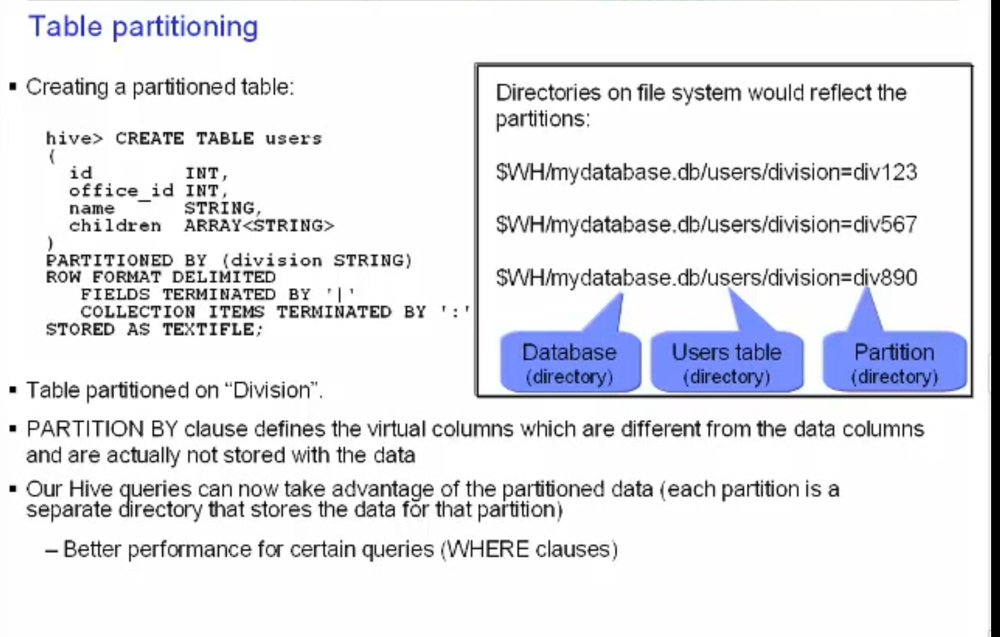 Table partitioning
▪ Creating a partitioned table:
hive> CREATE TABLE users
(
id INT,
office_id INT,
name STRING,
children ARRAY<STRING>
)
PARTITIONED BY (division STRING)
ROW FORMAT DELIMITED
FIELDS TERMINATED BY '|'
COLLECTION ITEMS TERMINATED BY ':'
STORED AS TEXTIFLE;
Directories on file system would reflect the
partitions:
$WH/mydatabase.db/users/division=div123
$WH/mydatabase.db/users/division=div567
$WH/mydatabase.db/users/division=div890
Database
(directory)
Users table
(directory)
Partition
(directory)
▪ Table partitioned on “Division”.
▪ PARTITION BY clause defines the virtual columns which are different from the data columns
and are actually not stored with the data
▪ Our Hive queries can now take advantage of the partitioned data (each partition is a
separate directory that stores the data for that partition)
– Better performance for certain queries (WHERE clauses)